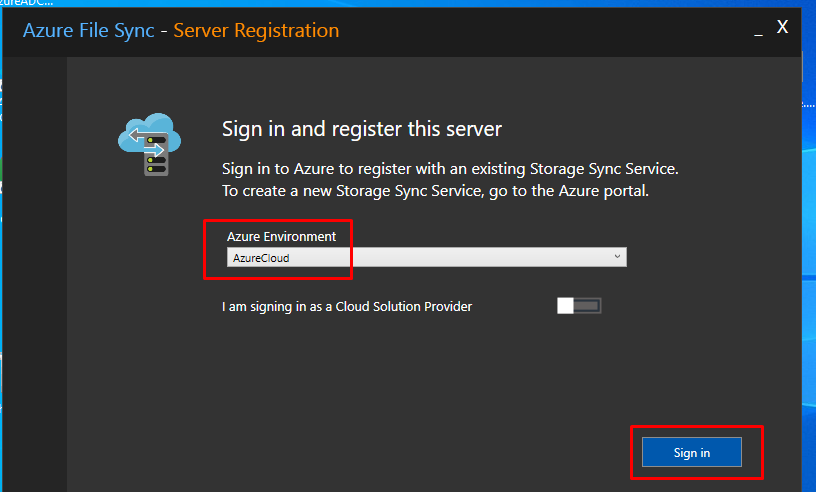 Azure File Sync - Server Registration
Sign in and register this server
Sign in to Azure to register with an existing Storage Sync Service.
To create a new Storage Sync Service, go to the Azure portal.
Azure Environment
AzureCloud
I am signing in as a Cloud Solution Provider
Sign in